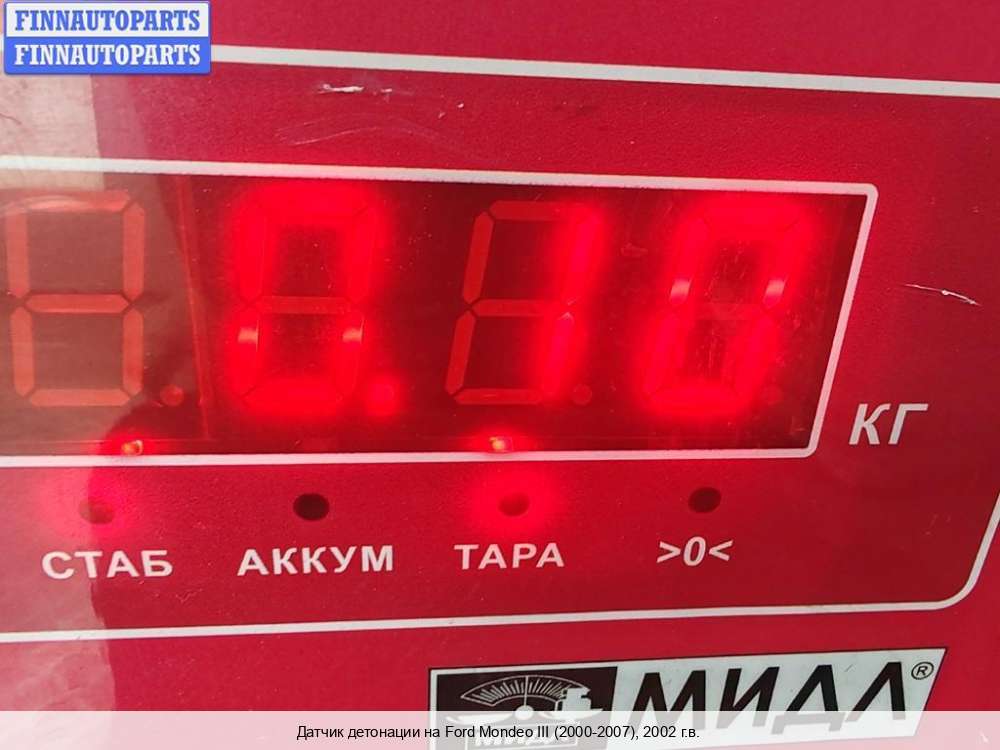 FINNAUTOPARTS
FINNAUTOPARTS
0.10
КГ
СТАБ АККУМ ТАРА >0<
МИДЛ®
МИДЛ
Датчик детонации на Ford Mondeo III (2000-2007), 2002 г.в.